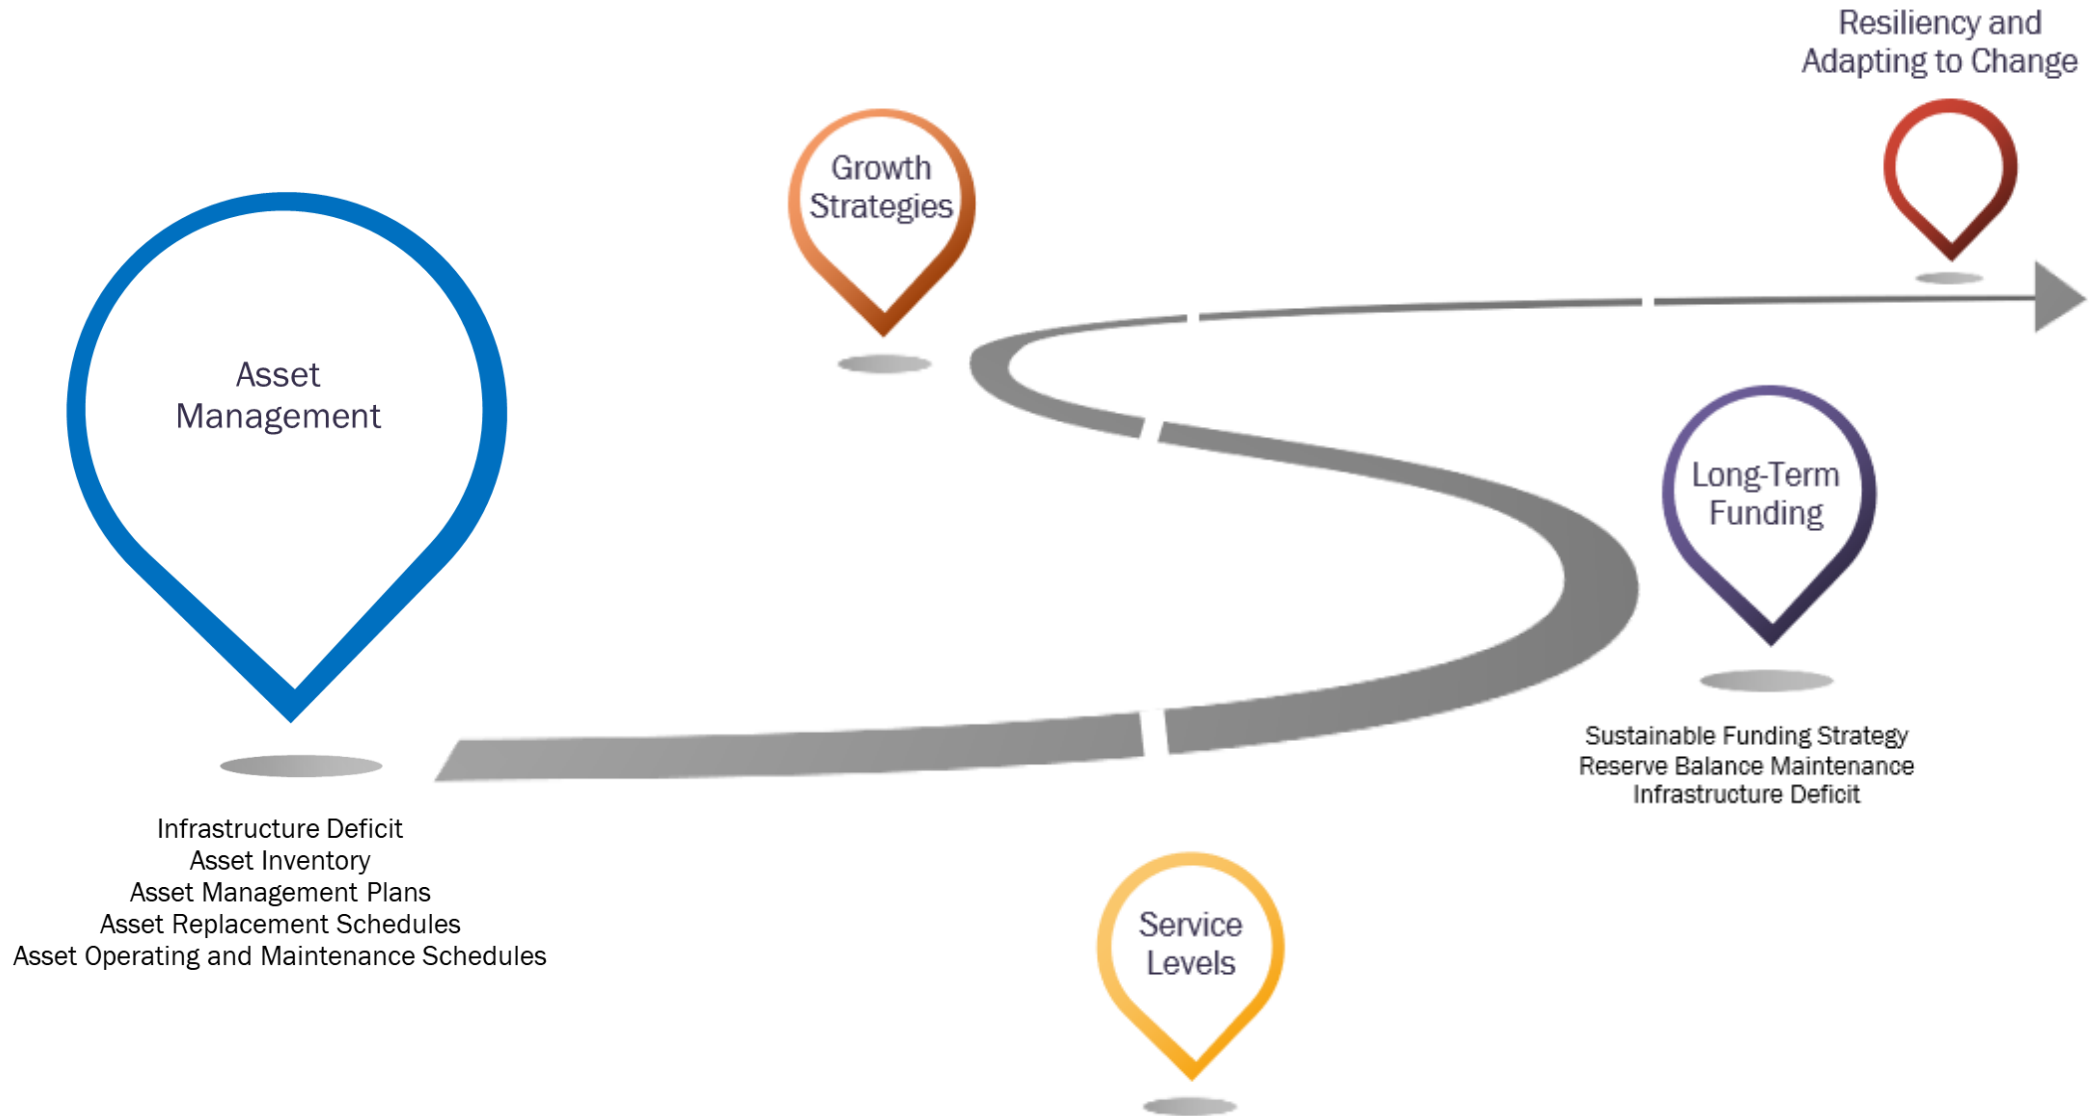 Resiliency and
Adapting to Change
Growth
Strategies
Asset
Management
Long-Term
Funding
Sustainable Funding Strategy
Reserve Balance Maintenance
Infrastructure Deficit
Infrastructure Deficit
Asset Inventory
Asset Management Plans
Asset Replacement Schedules
Asset Operating and Maintenance Schedules
Service
Levels